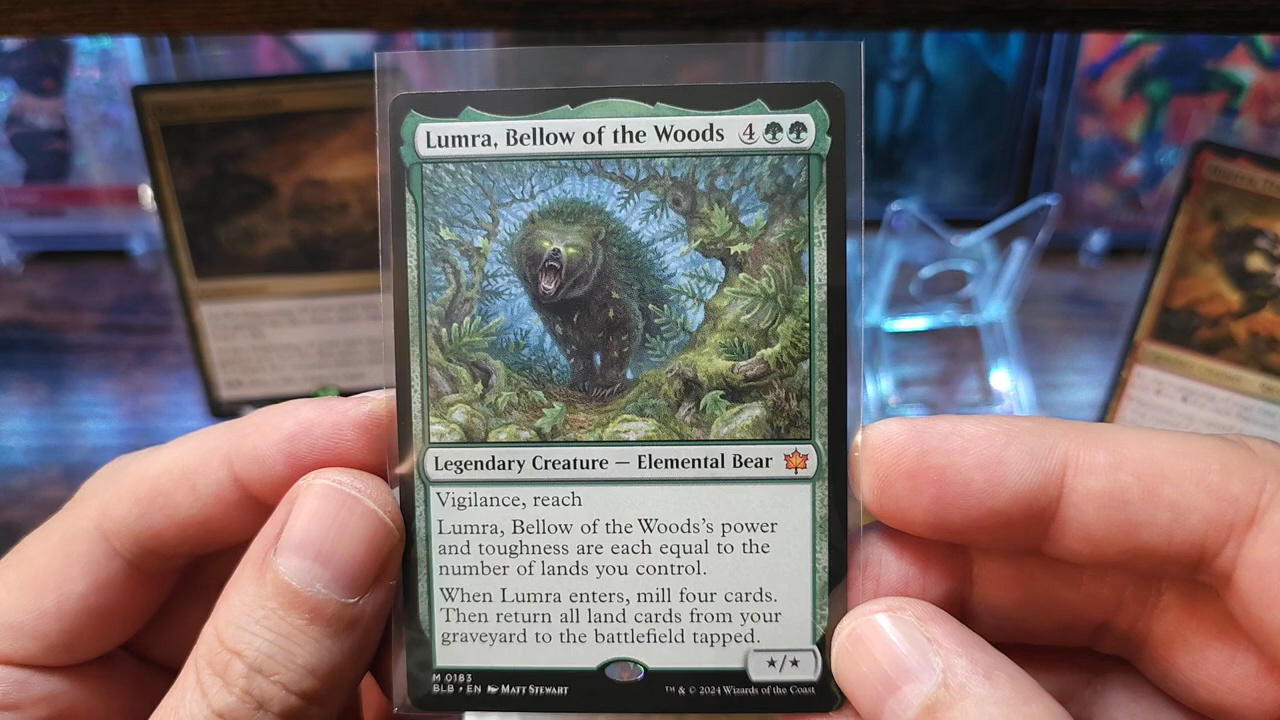 Lumra, Bellow of the Woods 4
Legendary Creature — Elemental Bear
Vigilance, reach
Lumra, Bellow of the Woods's power
and toughness are each equal to the
number of lands you control.
When Lumra enters, mill four cards.
Then return all land cards from your
graveyard to the battlefield tapped.
★/★
M 0183
BLB • EN Matt Stewart
™ & © 2024 Wizards of the Coast